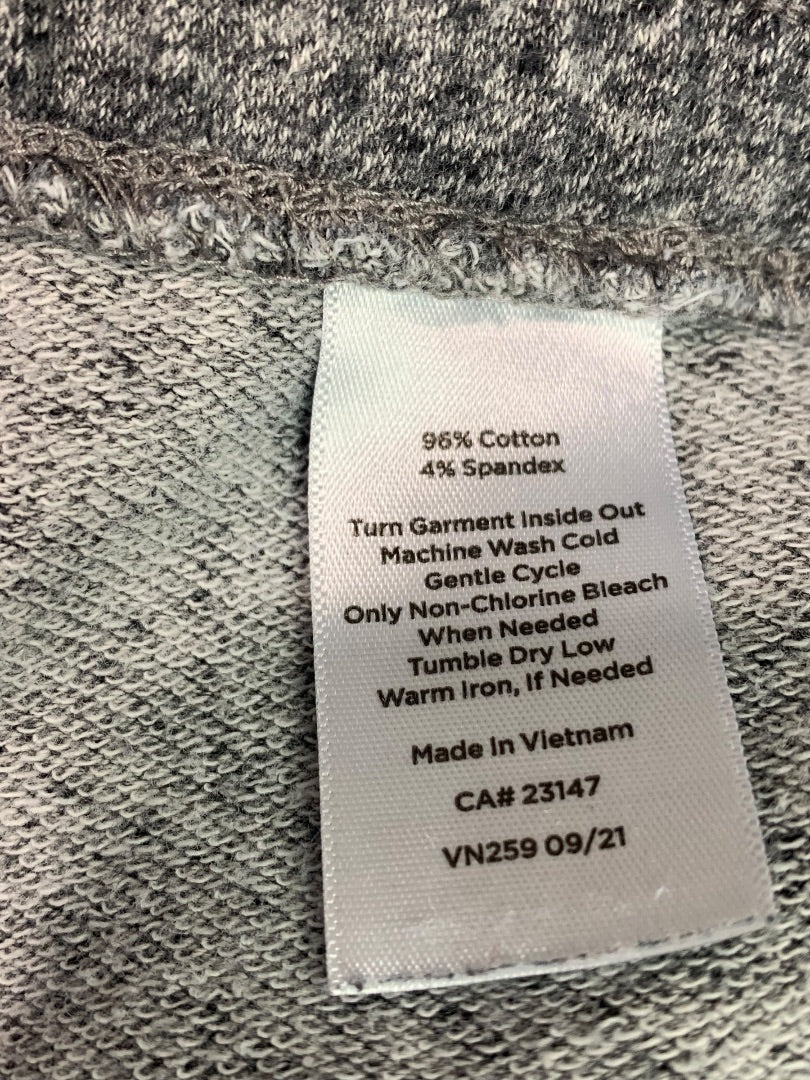 96% Cotton
4% Spandex
Turn Garment Inside Out
Machine Wash Cold
Gentle Cycle
Only Non-Chlorine Bleach
When Needed
Tumble Dry Low
Warm Iron, If Needed
Made In Vietnam
CA# 23147
VN259 09/21